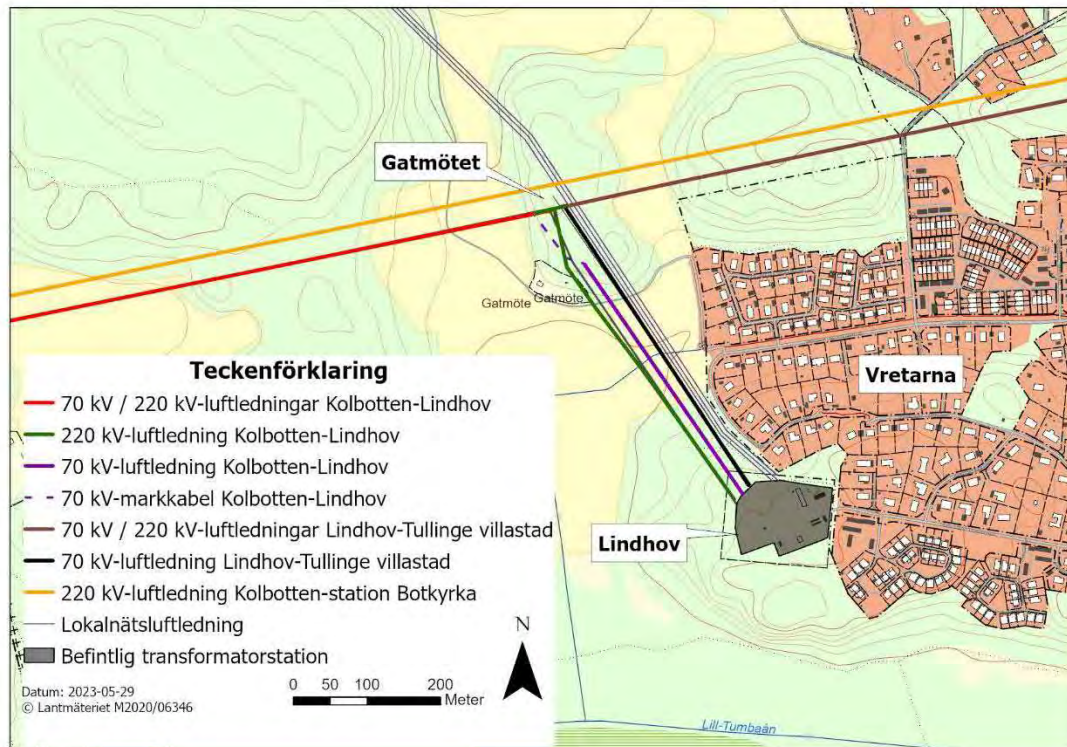 Gatmötet
Gatmöte
Gatmöte
Vretarna
Lindhov
Teckenförklaring
70 kV / 220 kV-luftledningar Kolbotten-Lindhov
220 kV-luftledning Kolbotten-Lindhov
70 kV-luftledning Kolbotten-Lindhov
70 kV-markkabel Kolbotten-Lindhov
70 kV / 220 kV-luftledningar Lindhov-Tullinge villastad
70 kV-luftledning Lindhov-Tullinge villastad
220 kV-luftledning Kolbotten-station Botkyrka
Lokalnätsluftledning
Befintlig transformatorstation
Datum: 2023-05-29
© Lantmäteriet M2020/06346
0 50 100 200
Meter
N
Lill-Tumbaån